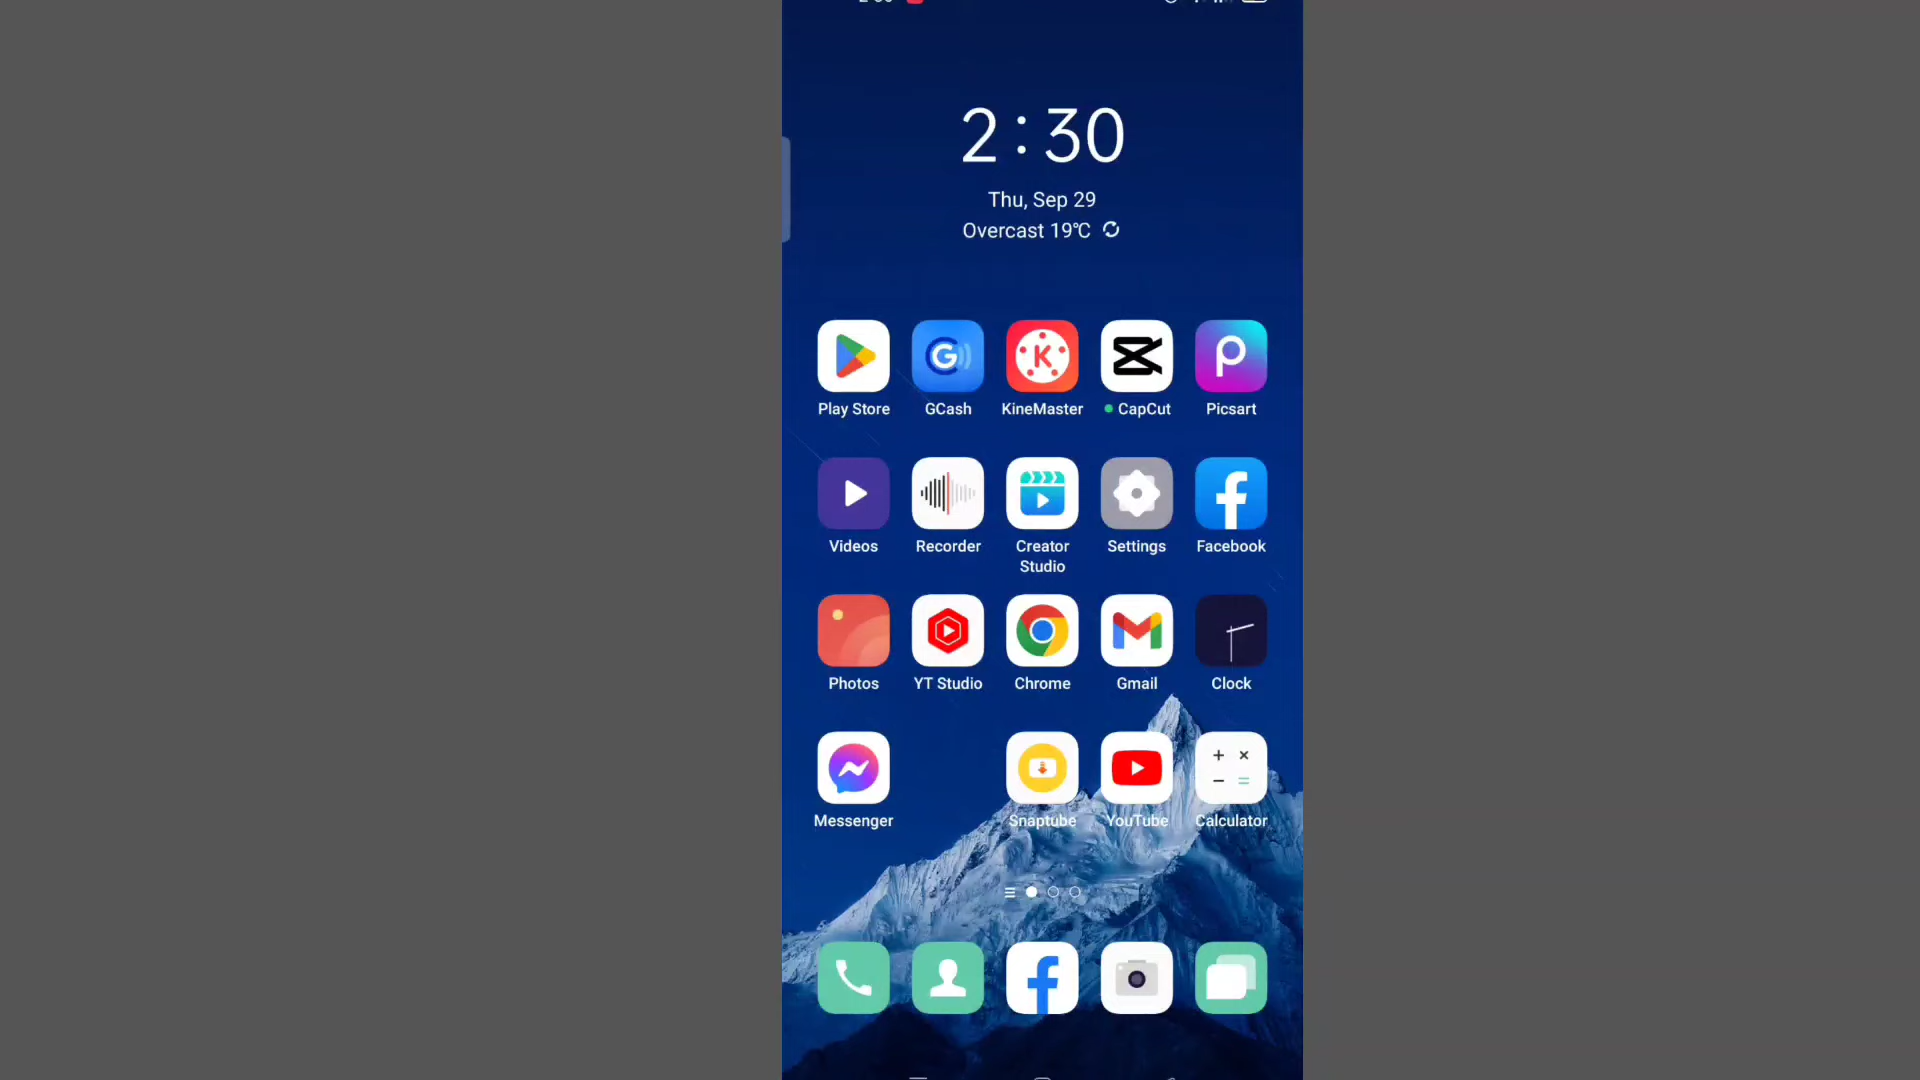 2:30
Thu, Sep 29
Overcast 19℃
Play Store GCash KineMaster CapCut Picsart
Videos Recorder Creator Studio Settings Facebook
Photos YT Studio Chrome Gmail Clock
Messenger Snaptube YouTube Calculator